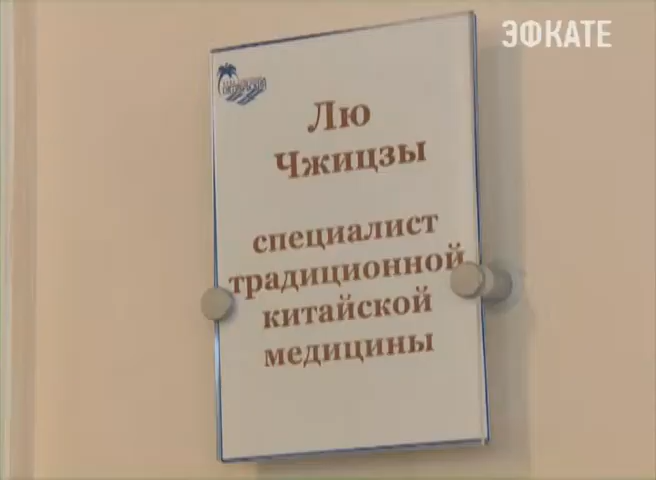 ЭФКАТЕ
Лю
Чжицзы
специалист
традиционной
китайской
медицины